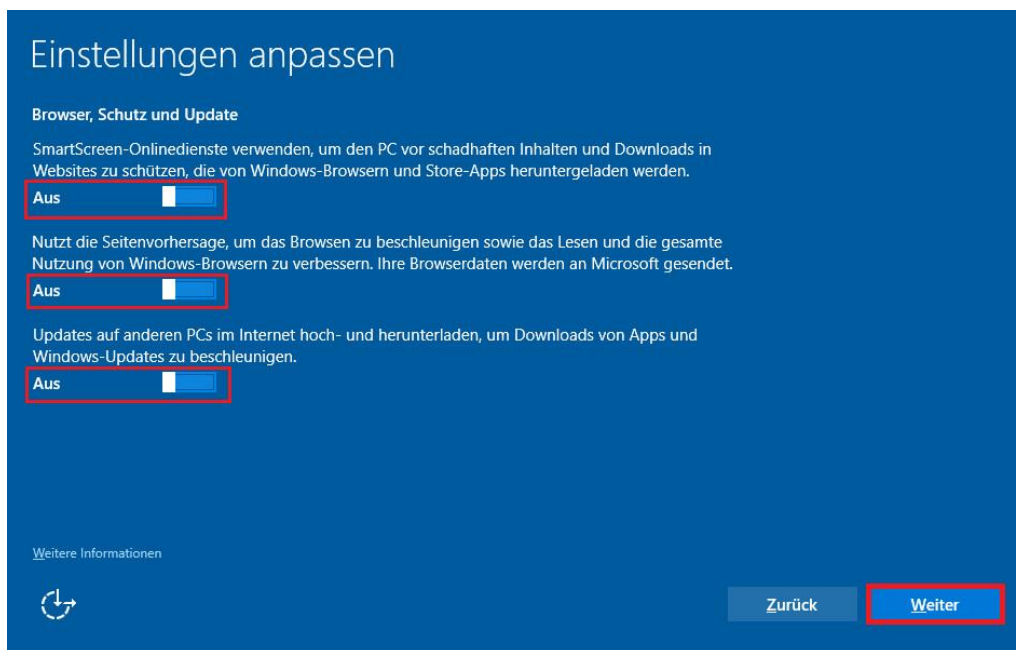 Einstellungen anpassen
Browser, Schutz und Update
SmartScreen-Onlinedienste verwenden, um den PC vor schadhaften Inhalten und Downloads in
Websites zu schützen, die von Windows-Browsern und Store-Apps heruntergeladen werden.
Aus
Nutzt die Seitenvorhersage, um das Browsen zu beschleunigen sowie das Lesen und die gesamte
Nutzung von Windows-Browsern zu verbessern. Ihre Browserdaten werden an Microsoft gesendet.
Aus
Updates auf anderen PCs im Internet hoch- und herunterladen, um Downloads von Apps und
Windows-Updates zu beschleunigen.
Aus
Weitere Informationen
Zurück
Weiter